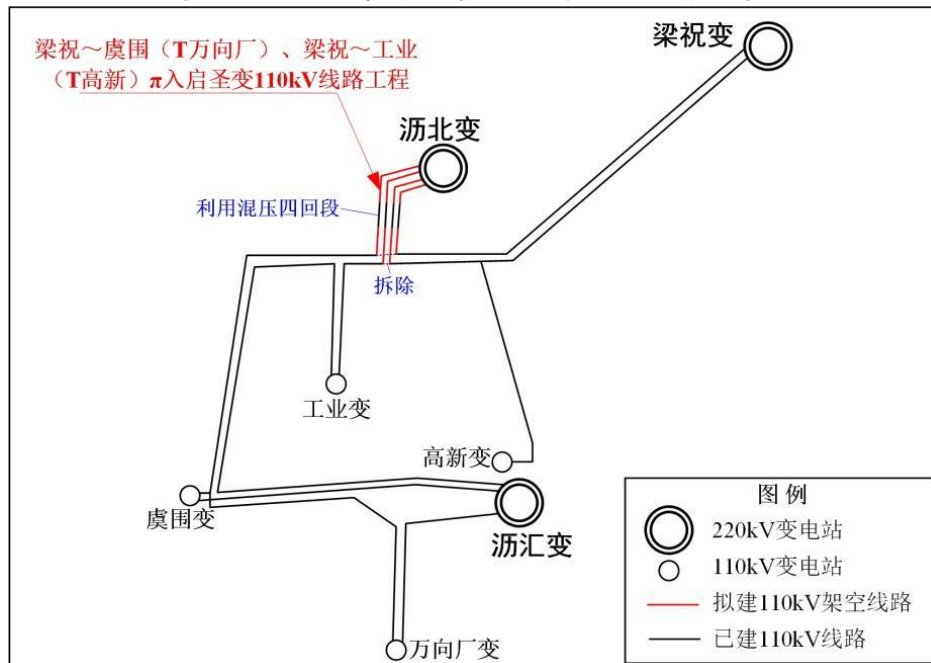 梁祝～虞围（T万向厂）、梁祝～工业
（T高新）π入启圣变110kV线路工程
梁祝变
沥北变
利用混压四回段
拆除
工业变
高新变
虞围变
沥汇变
万向厂变
图 例
220kV变电站
110kV变电站
拟建110kV架空线路
已建110kV线路